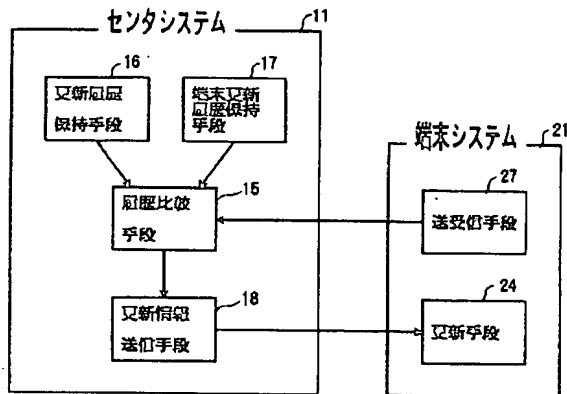 センタシステム
11
16
17
更新履歴
保持手段
端末更新
履歴保持
手段
端末システム
21
15
27
履歴比較
手段
送受信手段
18
24
更新情報
送信手段
更新手段